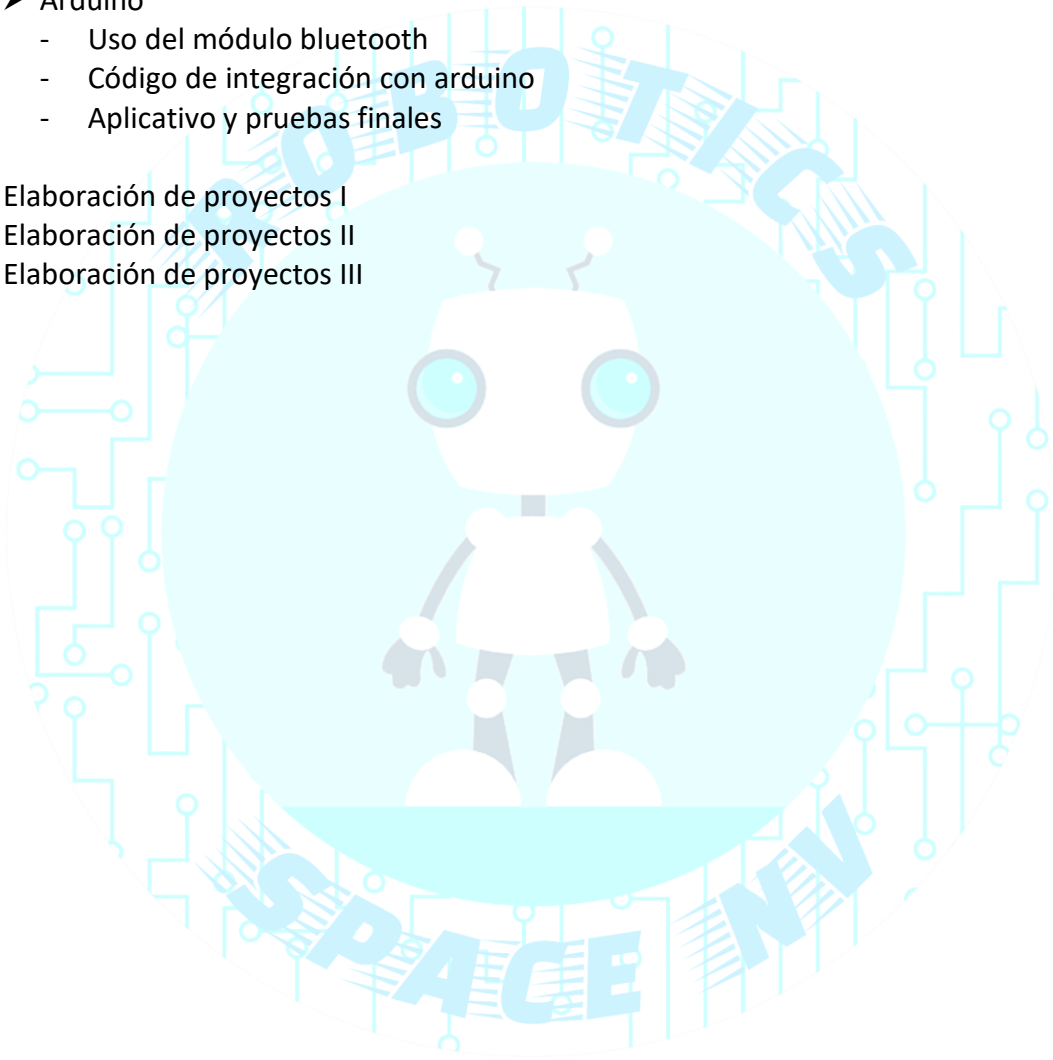 ➤ Arduino
- Uso del módulo bluetooth
- Código de integración con arduino
- Aplicativo y pruebas finales
Elaboración de proyectos I
Elaboración de proyectos II
Elaboración de proyectos III
ROBOTICS
SPACE NV